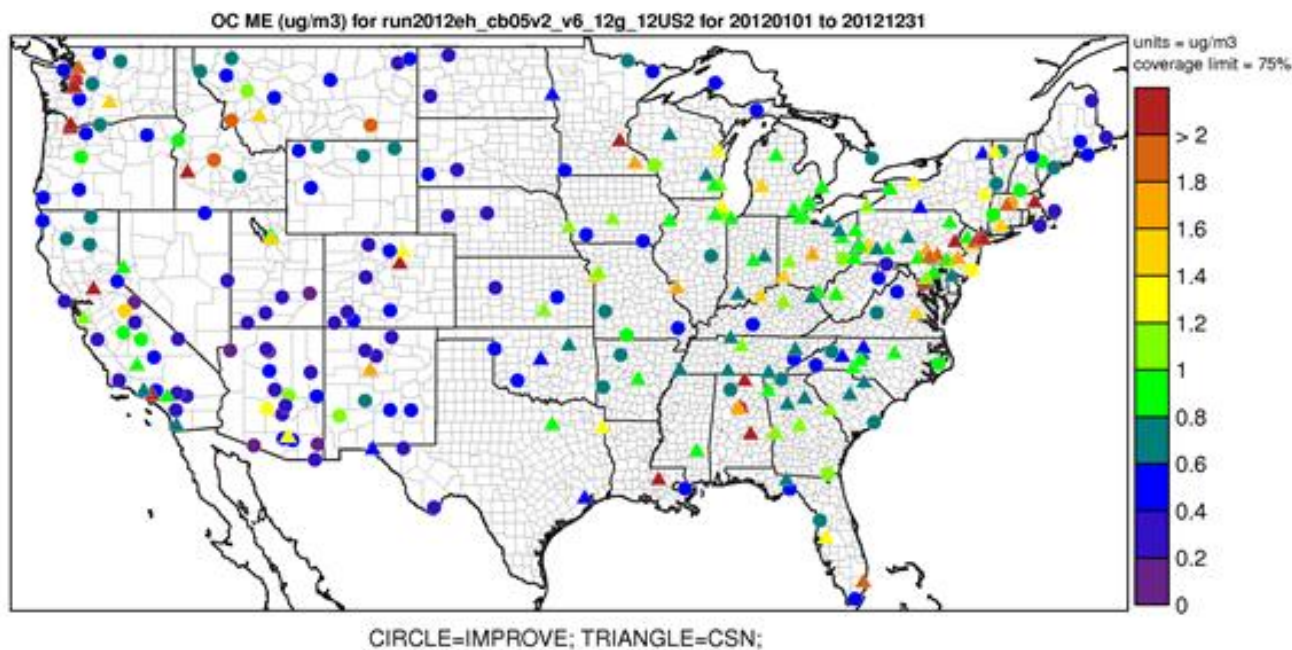 OC ME (ug/m3) for run2012eh_cb05v2_v6_12g_12US2 for 20120101 to 20121231
units = ug/m3
coverage limit = 75%
> 2
1.8
1.6
1.4
1.2
1
0.8
0.6
0.4
0.2
0
CIRCLE=IMPROVE; TRIANGLE=CSN;